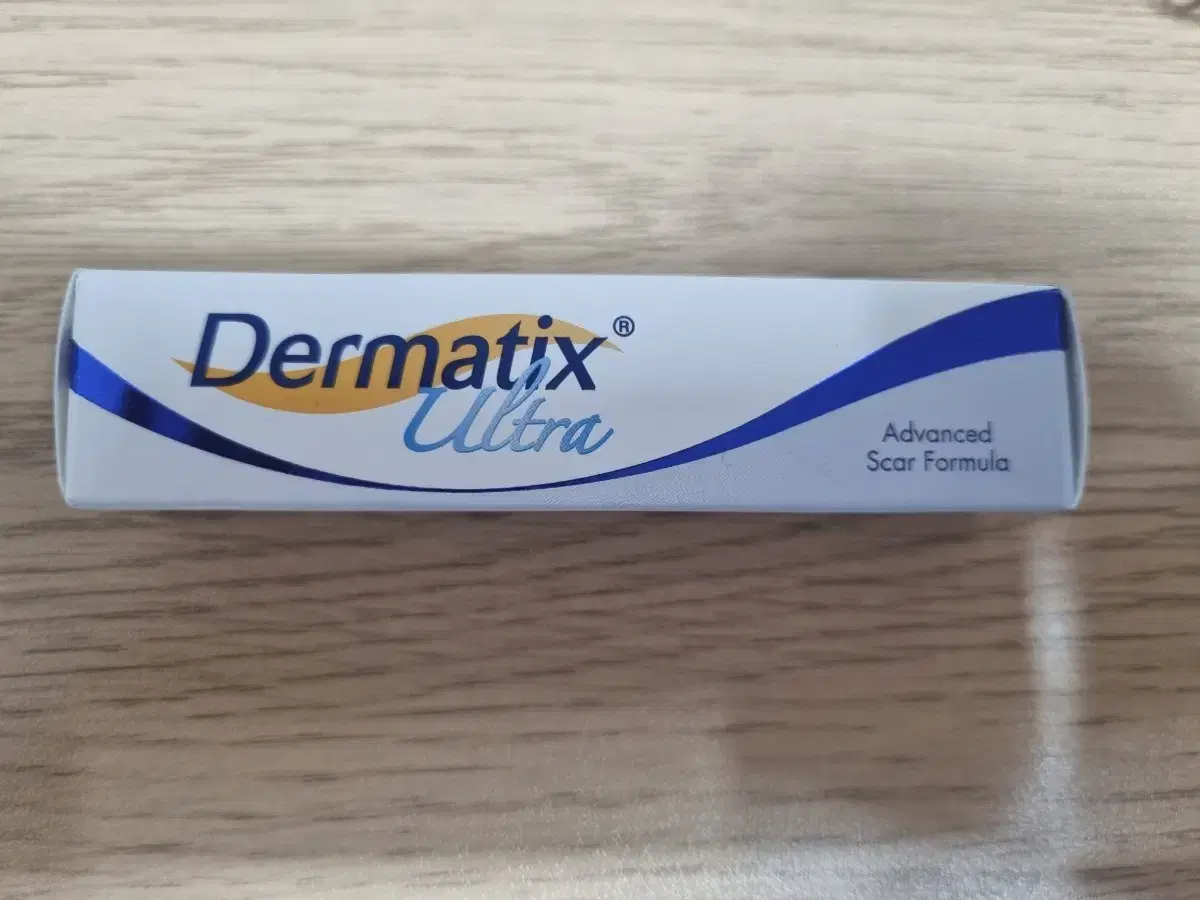 Dermatix®
Ultra
Advanced
Scar Formula